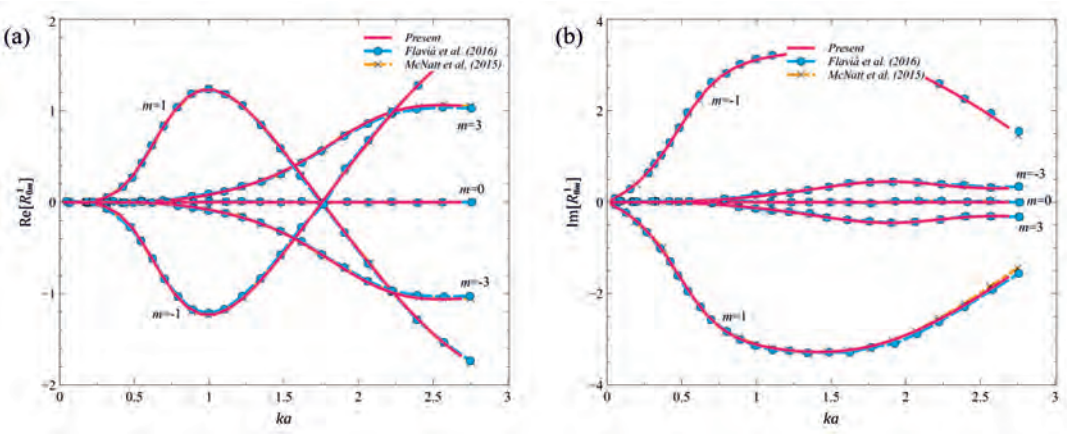 (a)
Re[R¹₀ₘ]
2
1
0
−1
−2
Present
Flavià et al. (2016)
McNatt et al, (2015)
m=1
m=3
m=0
m=-3
m=-1
0 0.5 1 1.5 2 2.5 3
ka
(b)
Im[R¹₀ₘ]
4
2
0
−2
−4
Present
Flavià et al. (2016)
McNatt et al. (2015)
m=-1
m=-3
m=0
m=3
m=1
0 0.5 1 1.5 2 2.5 3
ka